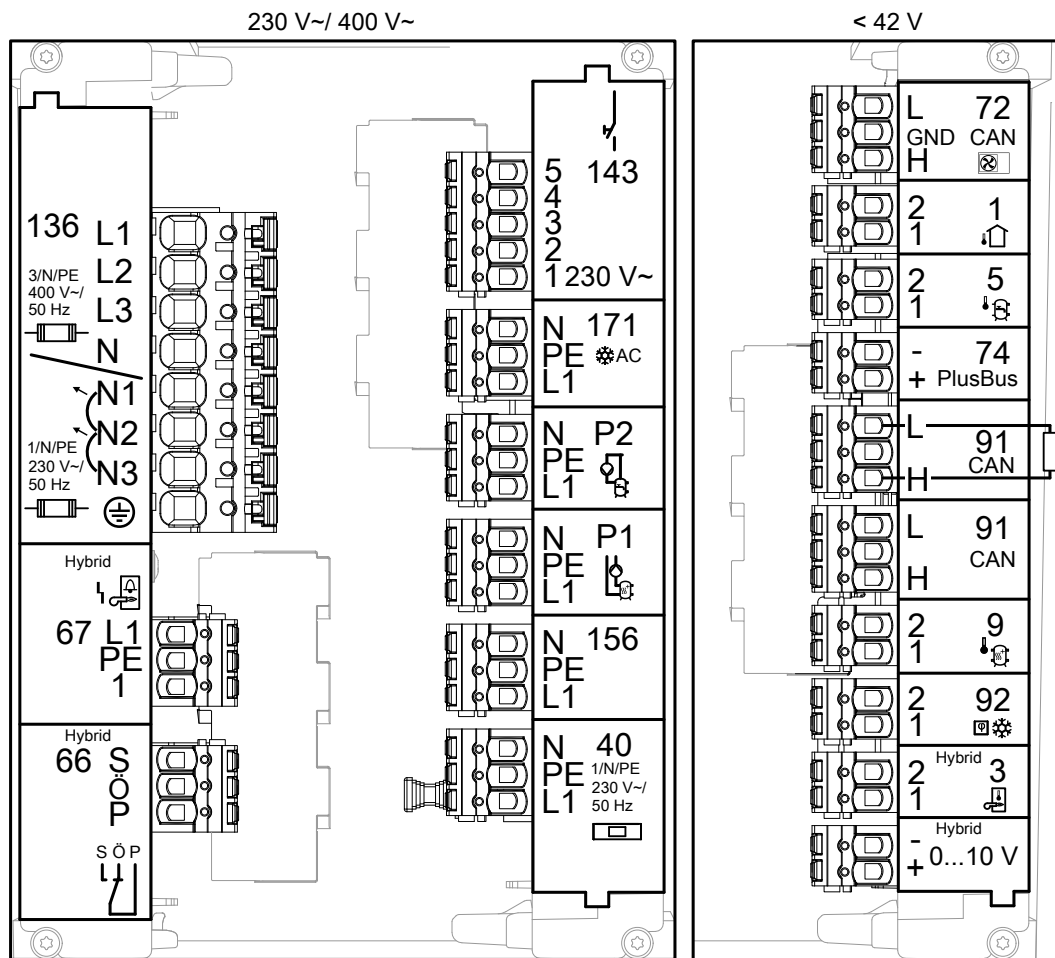 230 V~/ 400 V~
136 L1
L2
L3
N
N1
N2
N3
3/N/PE
400 V~/
50 Hz
1/N/PE
230 V~/
50 Hz
Hybrid
67 L1
PE
1
Hybrid
66 S
Ö
P
S Ö P
5 143
4
3
2
1 230 V~
N 171
PE AC
L1
N P2
PE
L1
N P1
PE
L1
N 156
PE
L1
N 40
PE 1/N/PE
L1 230 V~/
50 Hz
< 42 V
L 72
GND CAN
H
2 1
1
2 5
1
- 74
+ PlusBus
L 91
CAN
H
L 91
CAN
H
2 9
1
2 92
1
2 Hybrid 3
1
Hybrid
- 0...10 V
+